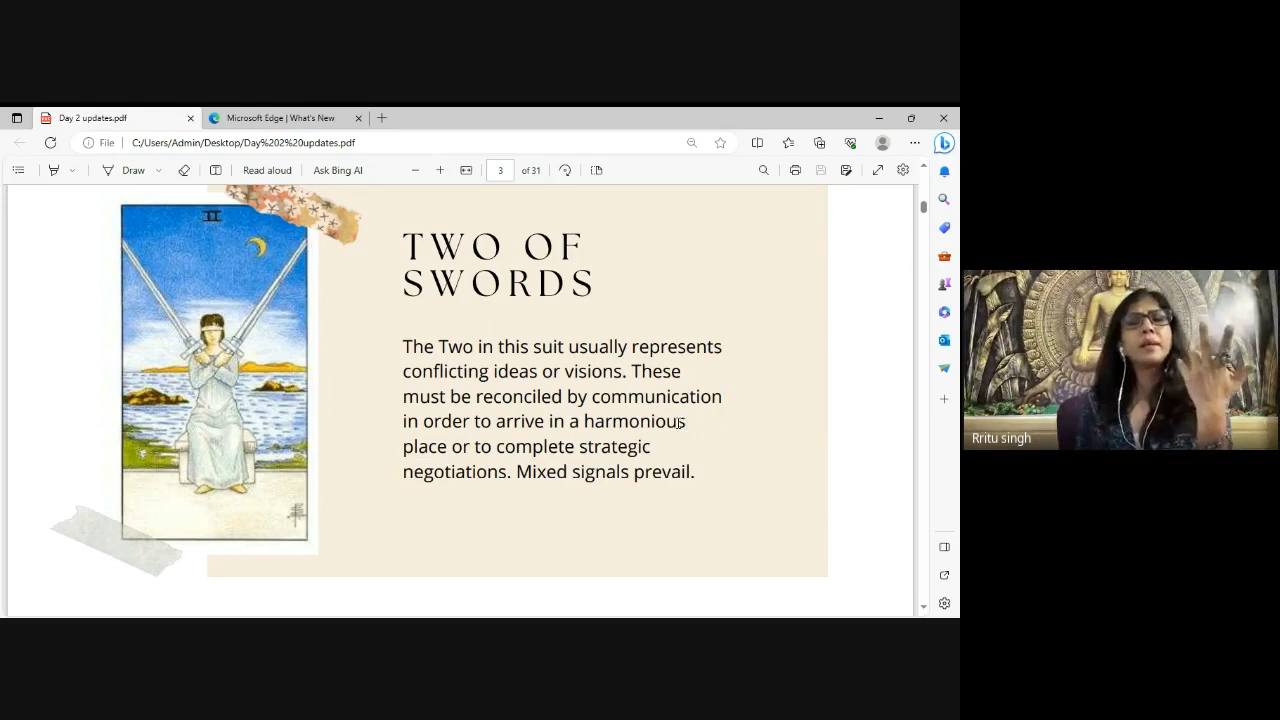 Day 2 updates.pdf
Microsoft Edge | What's New
File
C:/Users/Admin/Desktop/Day%202%20updates.pdf
Draw
Read aloud
Ask Bing AI
3
of 31
II
TWO OF
SWORDS
The Two in this suit usually represents
conflicting ideas or visions. These
must be reconciled by communication
in order to arrive in a harmonious
place or to complete strategic
negotiations. Mixed signals prevail.
Rritu singh